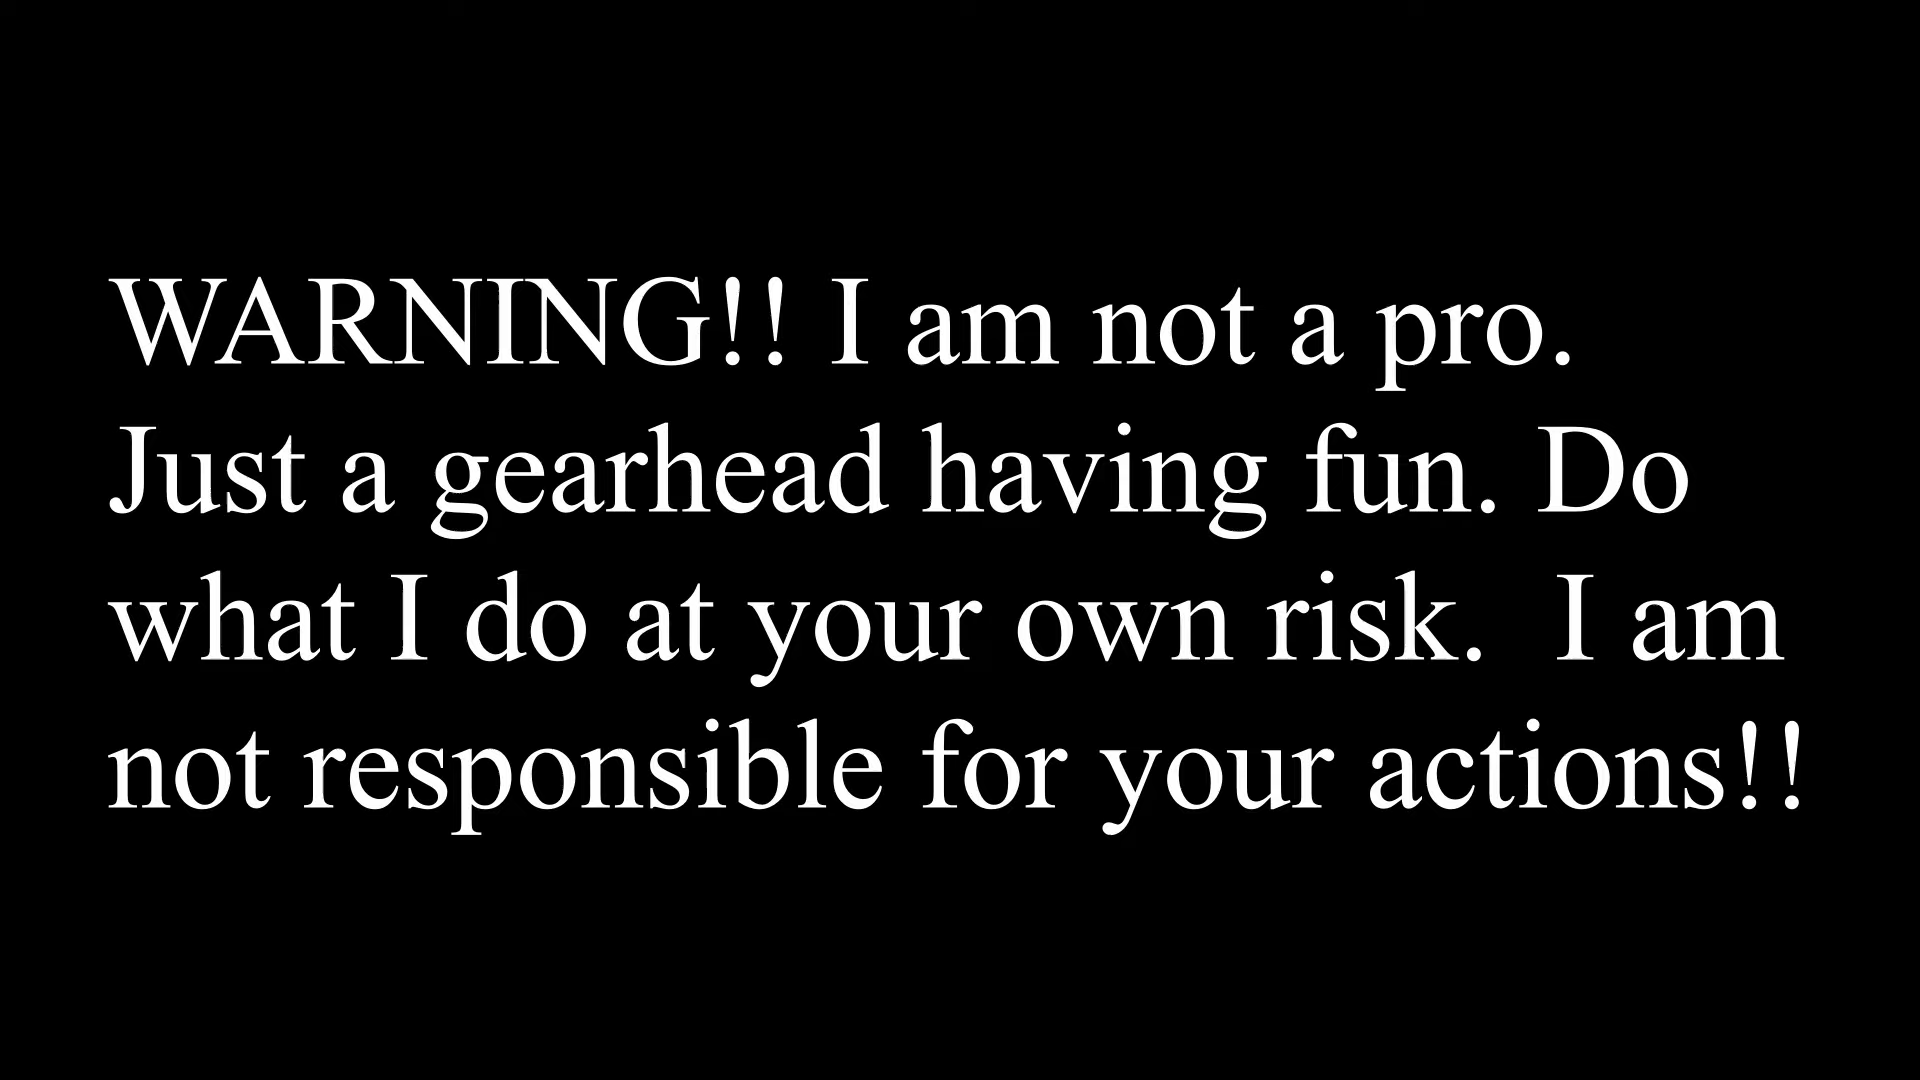 WARNING!! I am not a pro.
Just a gearhead having fun. Do
what I do at your own risk.  I am
not responsible for your actions!!